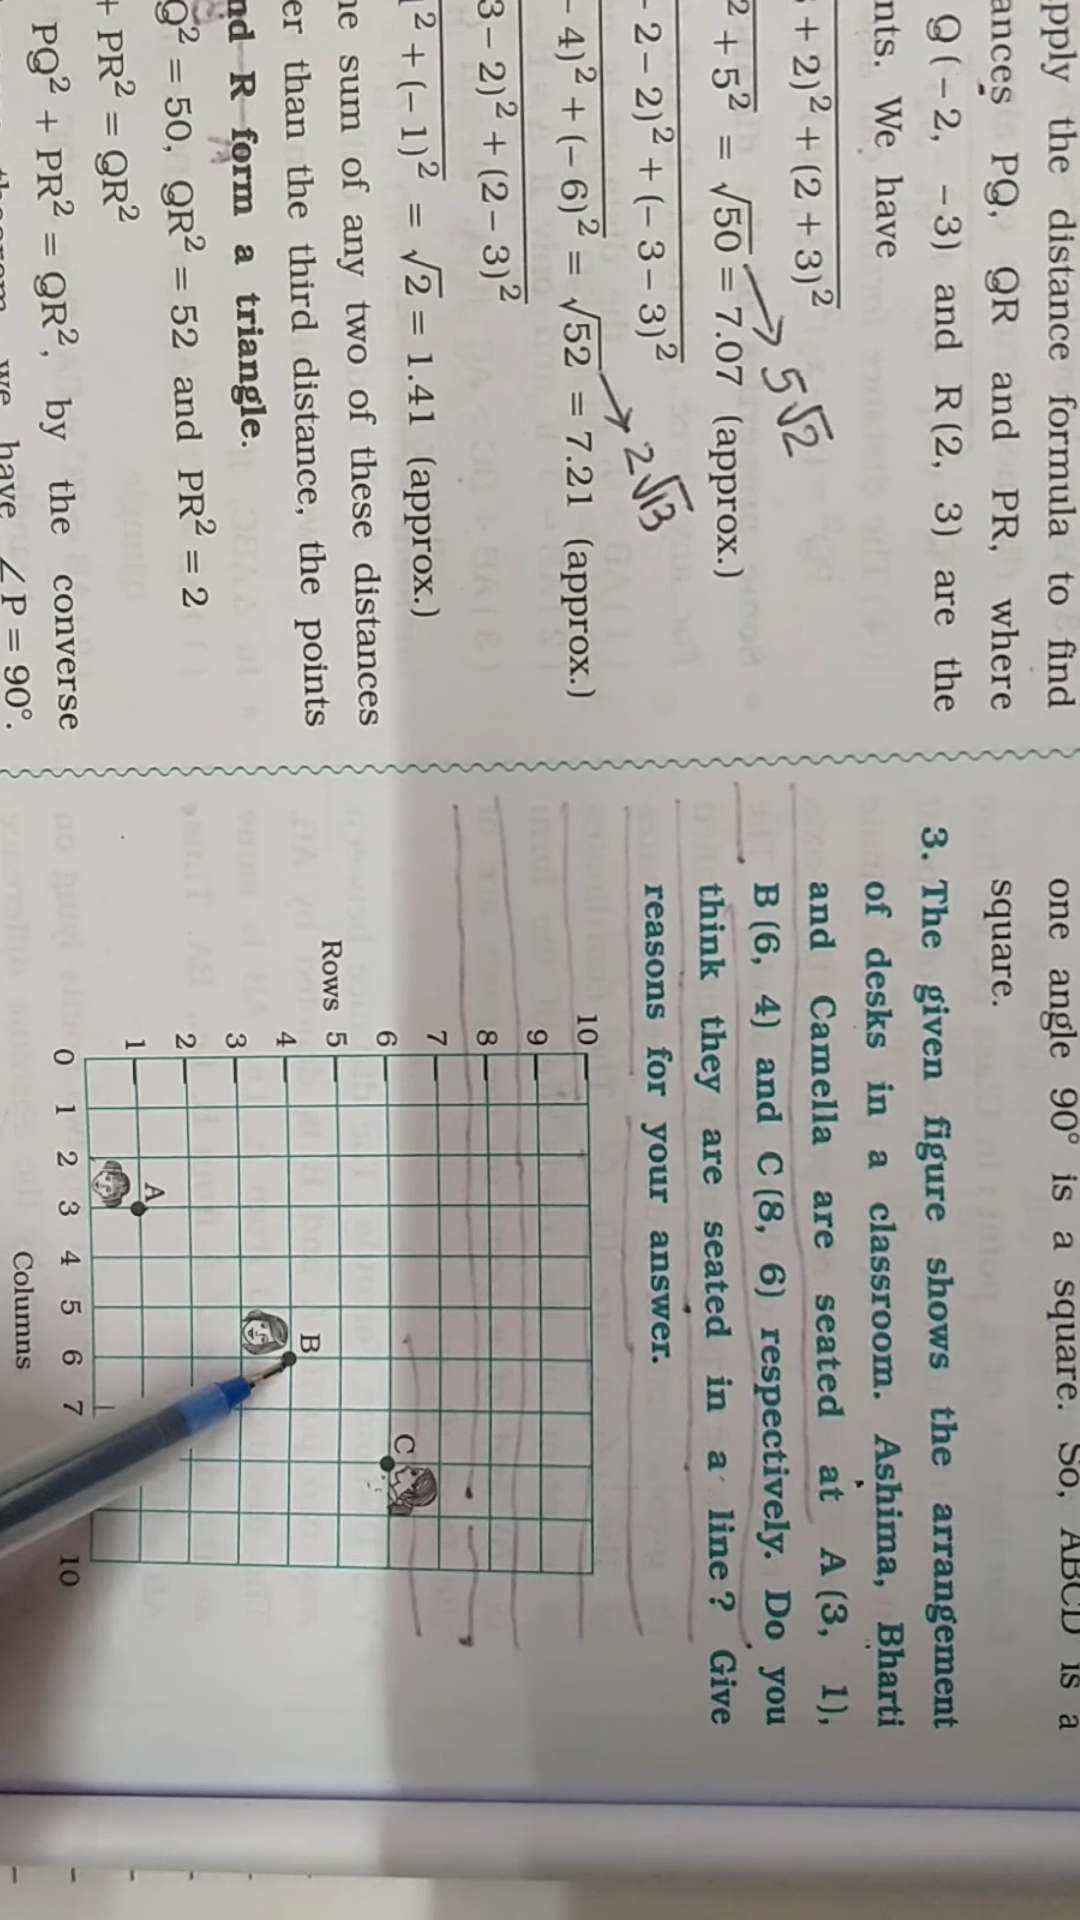 pply the distance formula to find
ances PQ, QR and PR, where
Q(– 2, – 3) and R(2, 3) are the
nts. We have
+ 2)² + (2 + 3)²
2 + 5² = √50 = 7.07 (approx.)
5√2
– 2 – 2)² + (– 3 – 3)²
– 4)² + (– 6)² = √52 = 7.21 (approx.)
2√13
3 – 2)² + (2 – 3)²
² + (– 1)² = √2 = 1.41 (approx.)
he sum of any two of these distances
er than the third distance, the points
nd R form a triangle.
Q² = 50, QR² = 52 and PR² = 2
+ PR² = QR²
PQ² + PR² = QR², by the converse
we have ∠P = 90°.
one angle 90° is a square. So, ABCD is a
square.
3. The given figure shows the arrangement
of desks in a classroom. Ashima, Bharti
and Camella are seated at A (3, 1),
B (6, 4) and C (8, 6) respectively. Do you
think they are seated in a line ? Give
reasons for your answer.
10
9
8
7
6
Rows 5
4
3
2
1
C
B
A
0 1 2 3 4 5 6 7 10
Columns